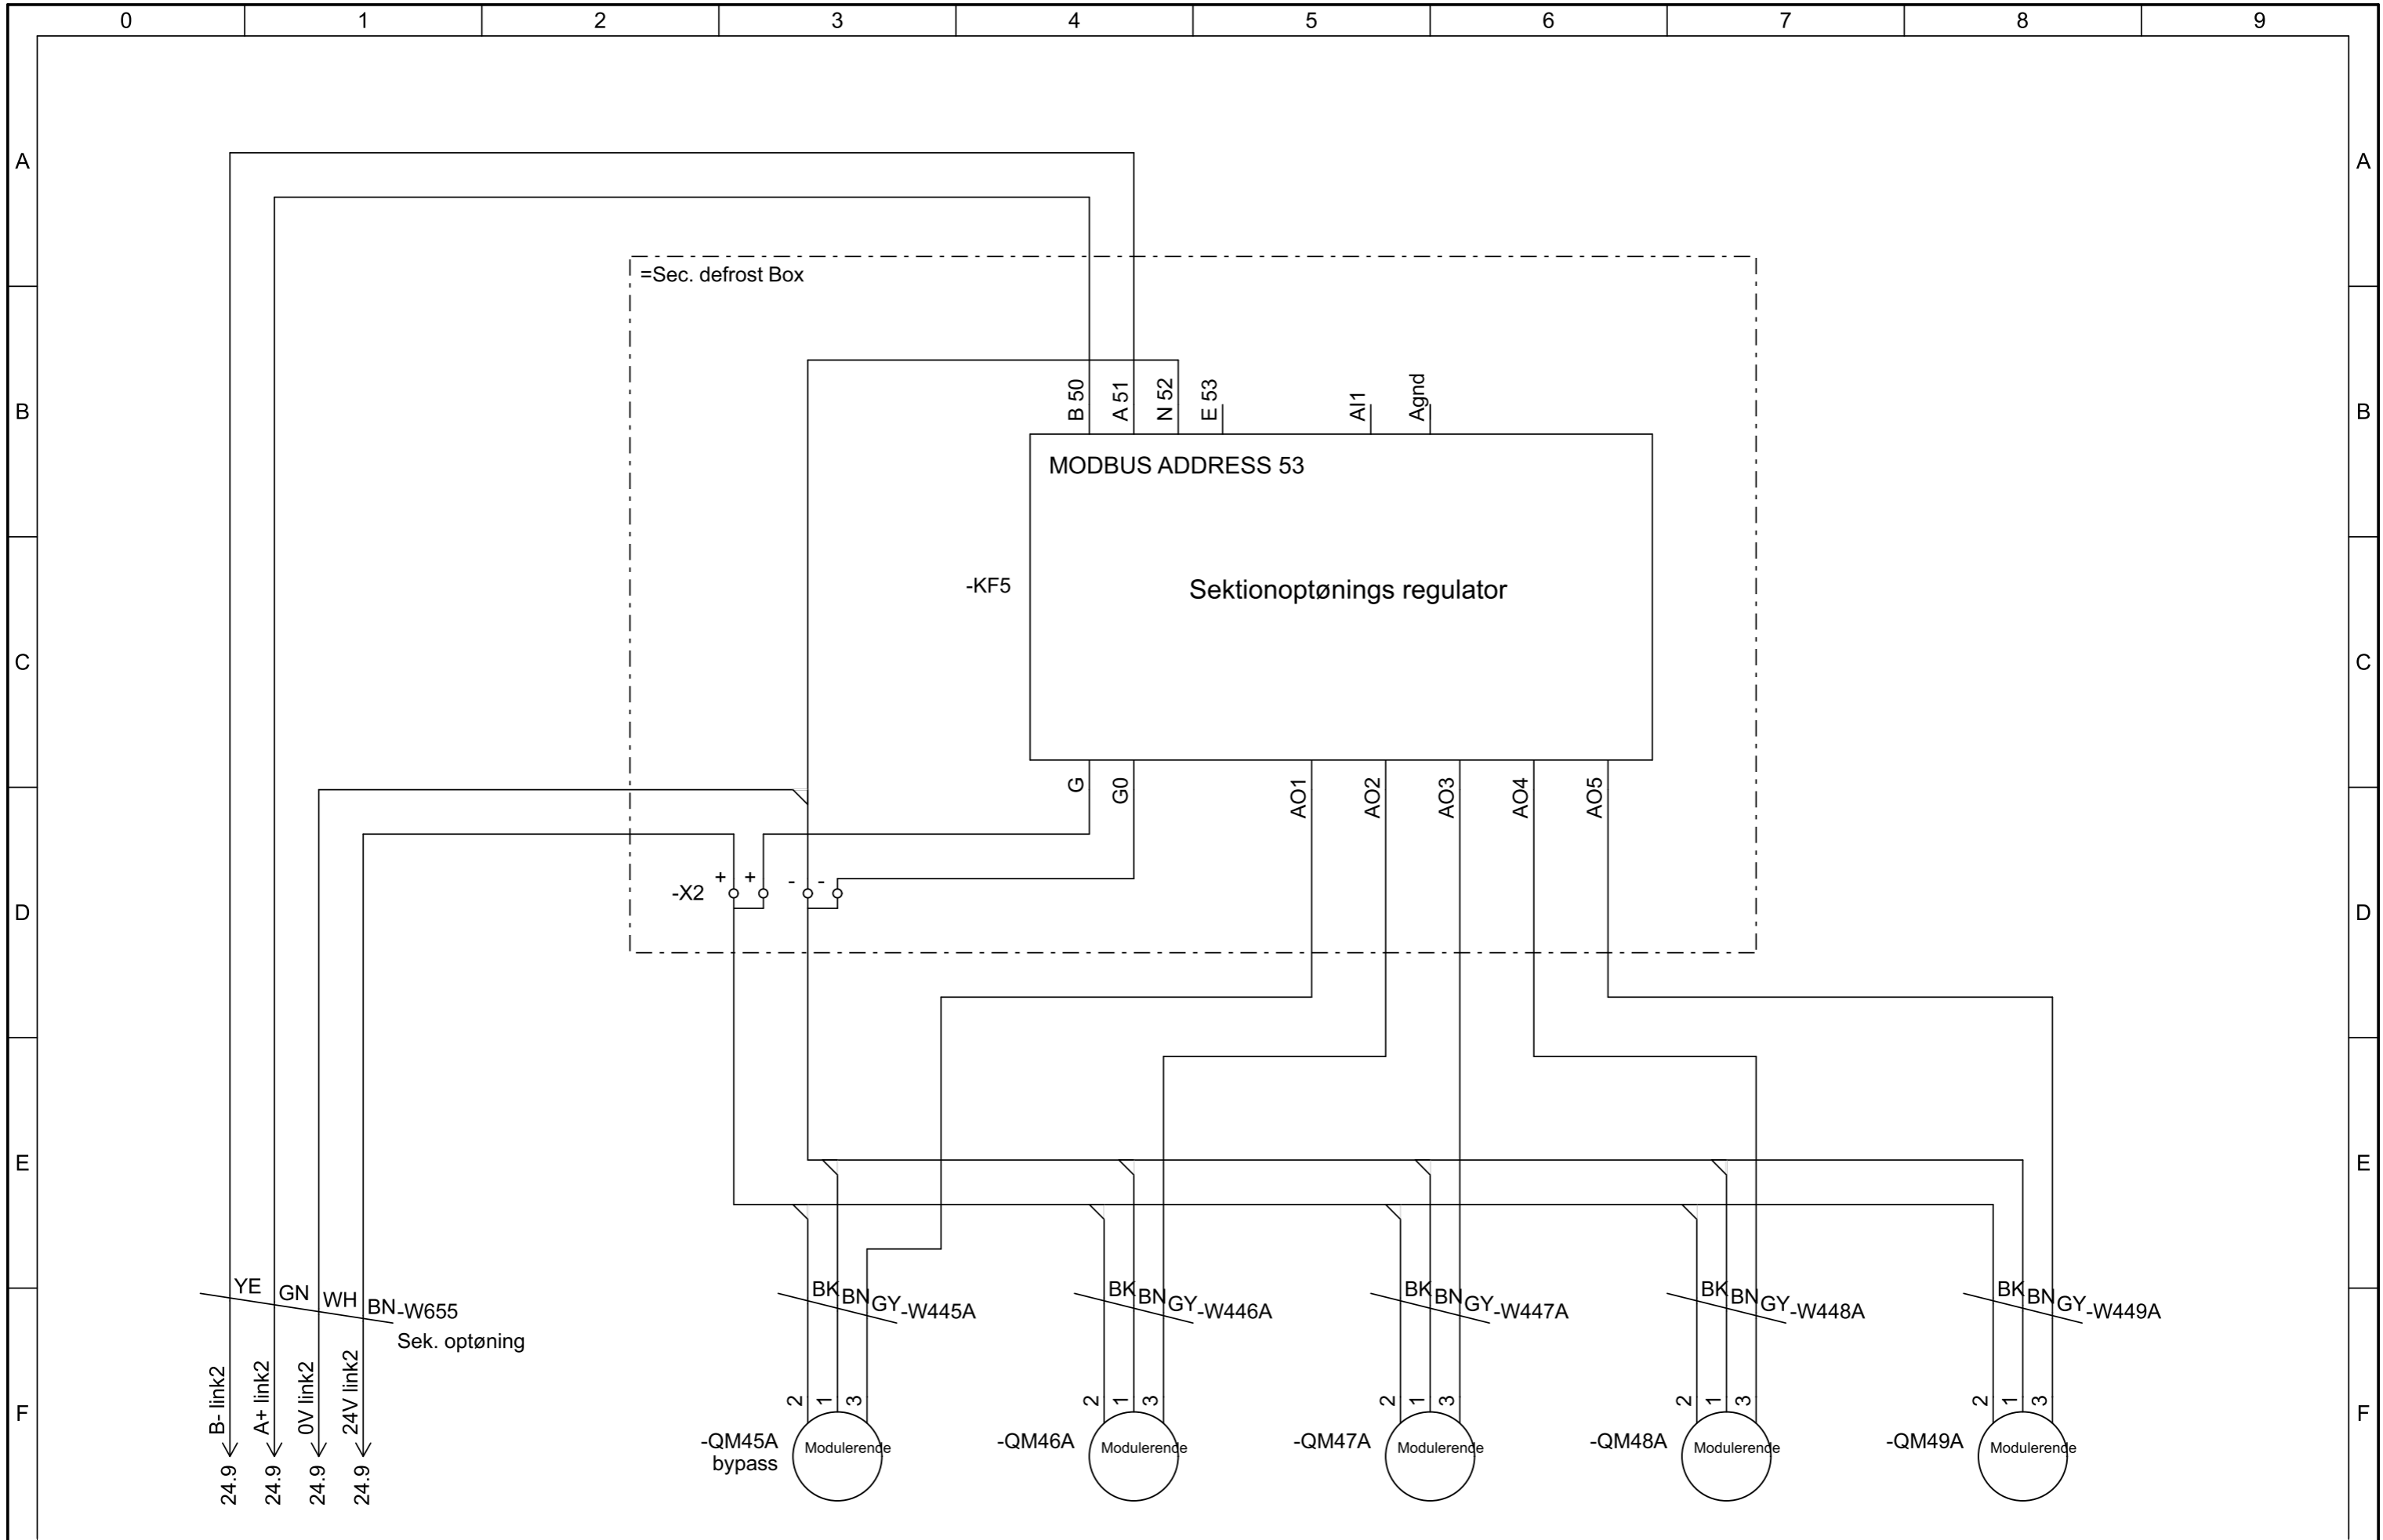 0 1 2 3 4 5 6 7 8 9
A A
=Sec. defrost Box
B 50 A 51 N 52 E 53 AI1 Agnd
B B
MODBUS ADDRESS 53
-KF5 Sektionoptønings regulator
C C
G G0 AO1 AO2 AO3 AO4 AO5
-X2 + + - -
D D
E E
YE GN WH BN -W655
Sek. optøning
BK BN GY -W445A
BK BN GY -W446A
BK BN GY -W447A
BK BN GY -W448A
BK BN GY -W449A
B- link2 A+ link2 0V link2 24V link2
2 1 3 2 1 3 2 1 3 2 1 3 2 1 3
F F
-QM45A Modulerende
bypass
-QM46A Modulerende
-QM47A Modulerende
-QM48A Modulerende
-QM49A Modulerende
24.9 24.9 24.9 24.9